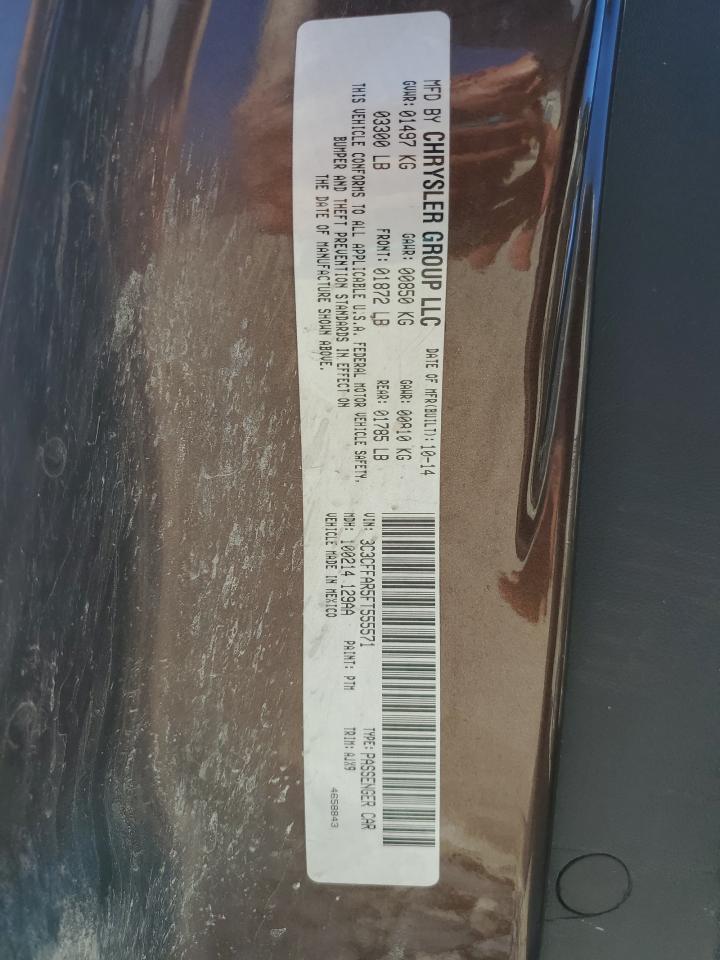 MFD BY CHRYSLER GROUP LLC DATE OF MFR(BUILT): 10-14
GVWR: 01497 KG GAWR: 00850 KG GAWR: 00810 KG
03300 LB FRONT: 01872 LB REAR: 01785 LB
THIS VEHICLE CONFORMS TO ALL APPLICABLE U.S.A. FEDERAL MOTOR VEHICLE SAFETY,
BUMPER AND THEFT PREVENTION STANDARDS IN EFFECT ON
THE DATE OF MANUFACTURE SHOWN ABOVE.
VIN: 3C3CFFAR5FT555571 TYPE: PASSENGER CAR
MDH: 100214 129AA PAINT: PTM TRIM: AJX9
VEHICLE MADE IN MEXICO 4658843